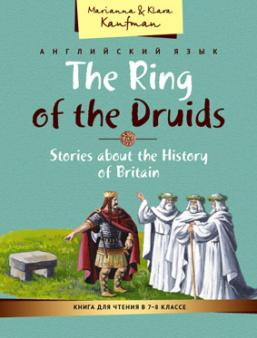 Marianna & Klara
Kaufman
АНГЛИЙСКИЙ ЯЗЫК
The Ring
of the Druids
Stories about the History
of Britain
КНИГА ДЛЯ ЧТЕНИЯ В 7–8 КЛАССЕ